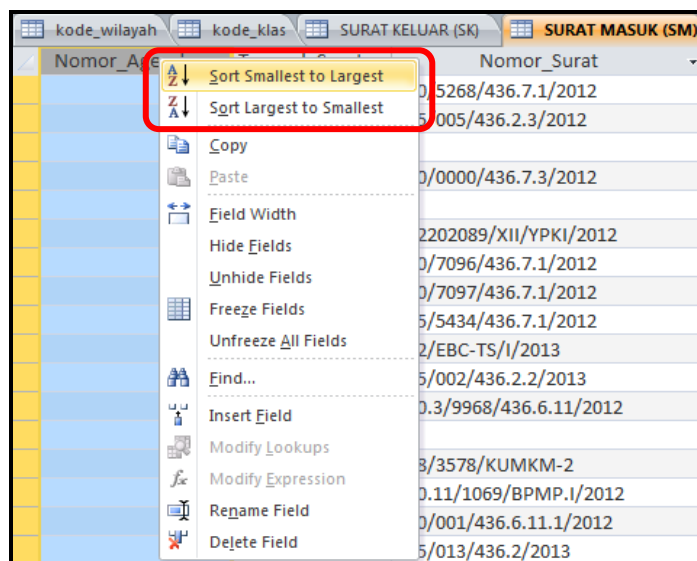 kode_wilayah kode_klas SURAT KELUAR (SK) SURAT MASUK (SM)
Nomor_Age Nomor_Surat
Sort Smallest to Largest
Sort Largest to Smallest
Copy
Paste
Field Width
Hide Fields
Unhide Fields
Freeze Fields
Unfreeze All Fields
Find...
Insert Field
Modify Lookups
Modify Expression
Rename Field
Delete Field
0/5268/436.7.1/2012
5/005/436.2.3/2012
0/0000/436.7.3/2012
2202089/XII/YPKI/2012
0/7096/436.7.1/2012
0/7097/436.7.1/2012
5/5434/436.7.1/2012
2/EBC-TS/I/2013
5/002/436.2.2/2013
0.3/9968/436.6.11/2012
8/3578/KUMKM-2
0.11/1069/BPMP.I/2012
0/001/436.6.11.1/2012
5/013/436.2/2013